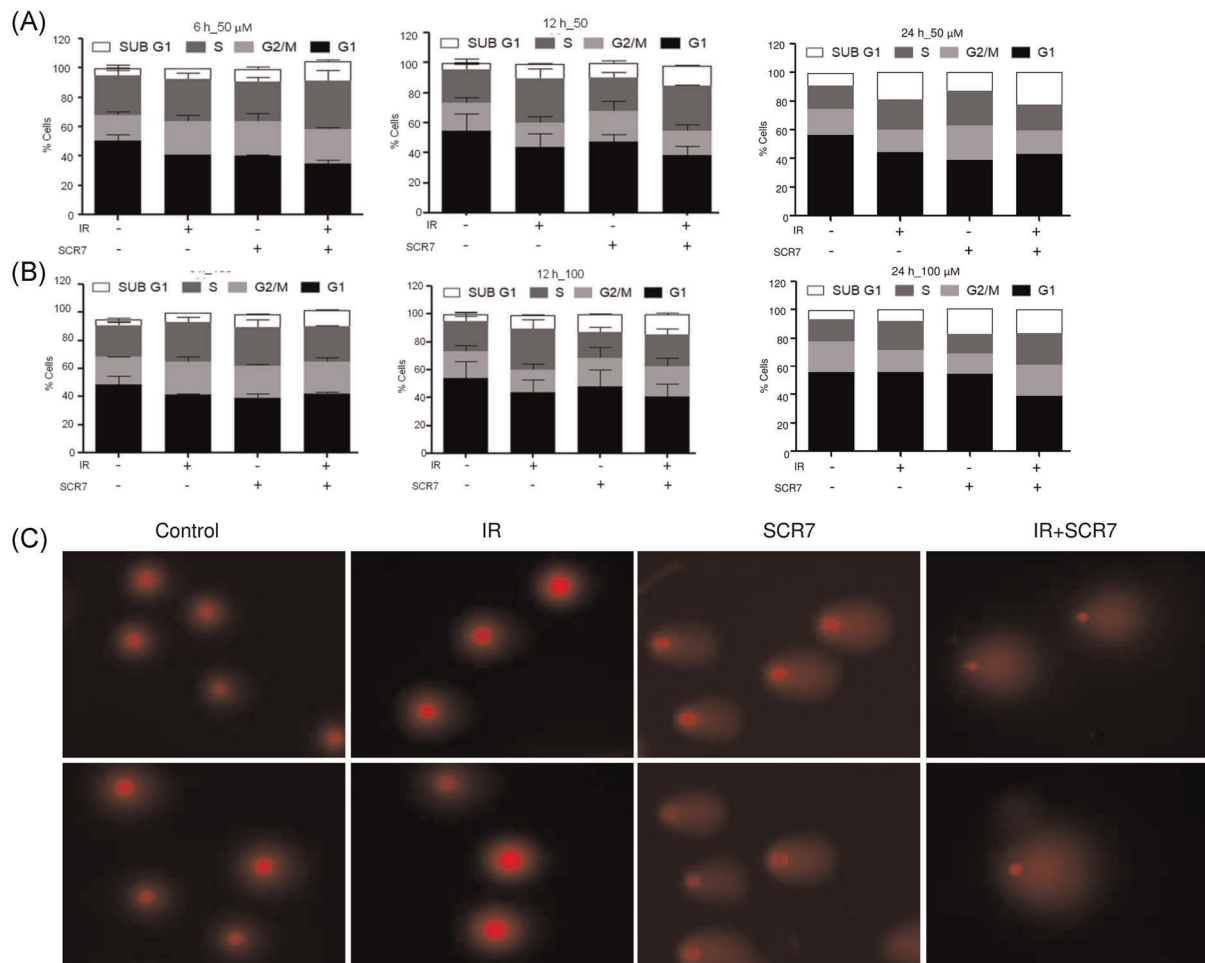 (A)
6 h_50 µM
12 h_50
24 h_50 µM
SUB G1 S G2/M G1
SUB G1 S G2/M G1
SUB G1 S G2/M G1
% Cells
120
100
80
60
40
20
0
% Cells
120
100
80
60
40
20
0
% Cells
120
100
80
60
40
20
0
IR - + - +
SCR7 - - + +
IR - + - +
SCR7 - - + +
IR - + - +
SCR7 - - + +
(B)
12 h_100
24 h_100 µM
SUB G1 S G2/M G1
SUB G1 S G2/M G1
SUB G1 S G2/M G1
% Cells
120
100
80
60
40
20
0
% Cells
120
100
80
60
40
20
0
% Cells
120
100
80
60
40
20
0
IR - + - +
SCR7 - - + +
IR - + - +
SCR7 - - + +
IR - + - +
SCR7 - - + +
(C)
Control IR SCR7 IR+SCR7